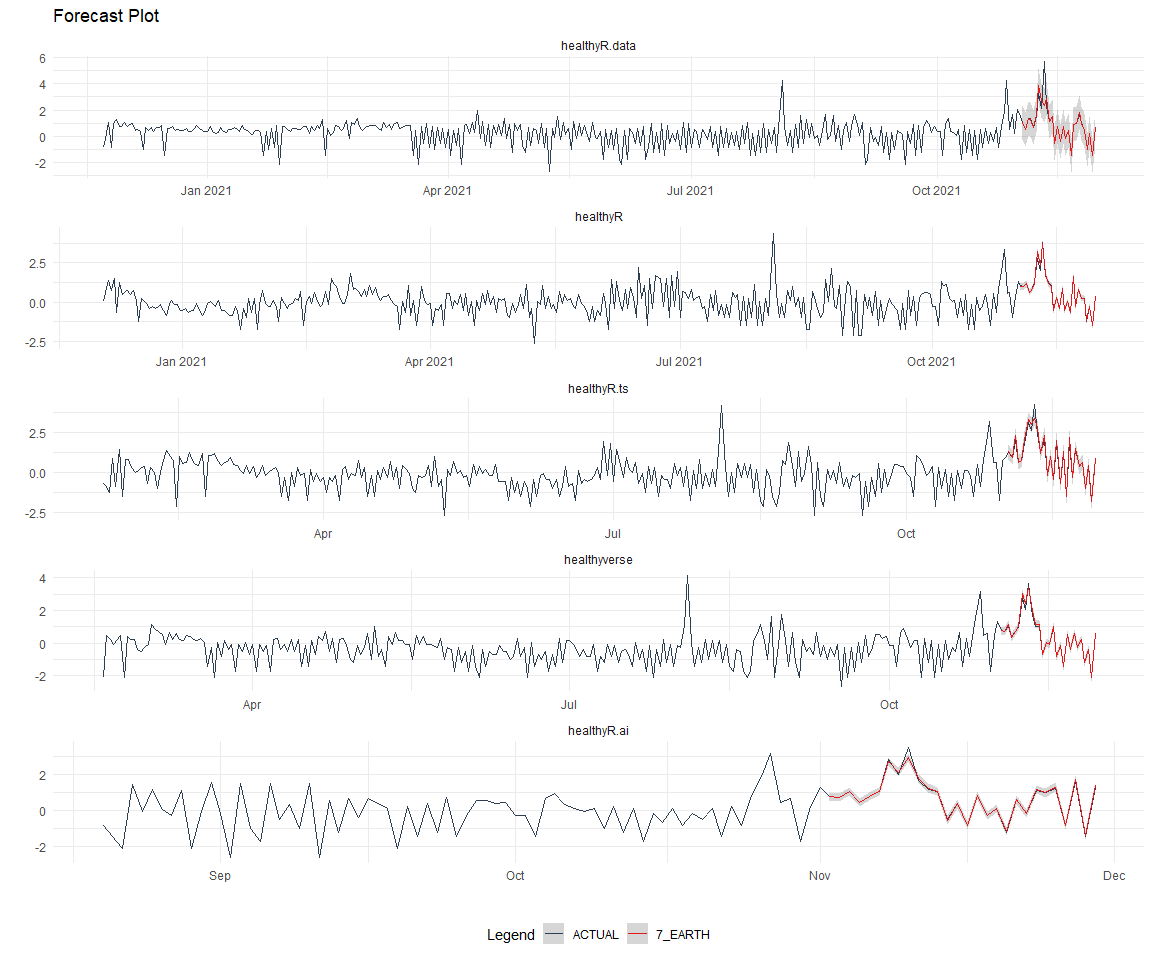 Forecast Plot
healthyR.data
6
4
2
0
-2
Jan 2021 Apr 2021 Jul 2021 Oct 2021
healthyR
2.5
0.0
-2.5
Jan 2021 Apr 2021 Jul 2021 Oct 2021
healthyR.ts
2.5
0.0
-2.5
Apr Jul Oct
healthyverse
4
2
0
-2
Apr Jul Oct
healthyR.ai
2
0
-2
Sep Oct Nov Dec
Legend ACTUAL 7_EARTH